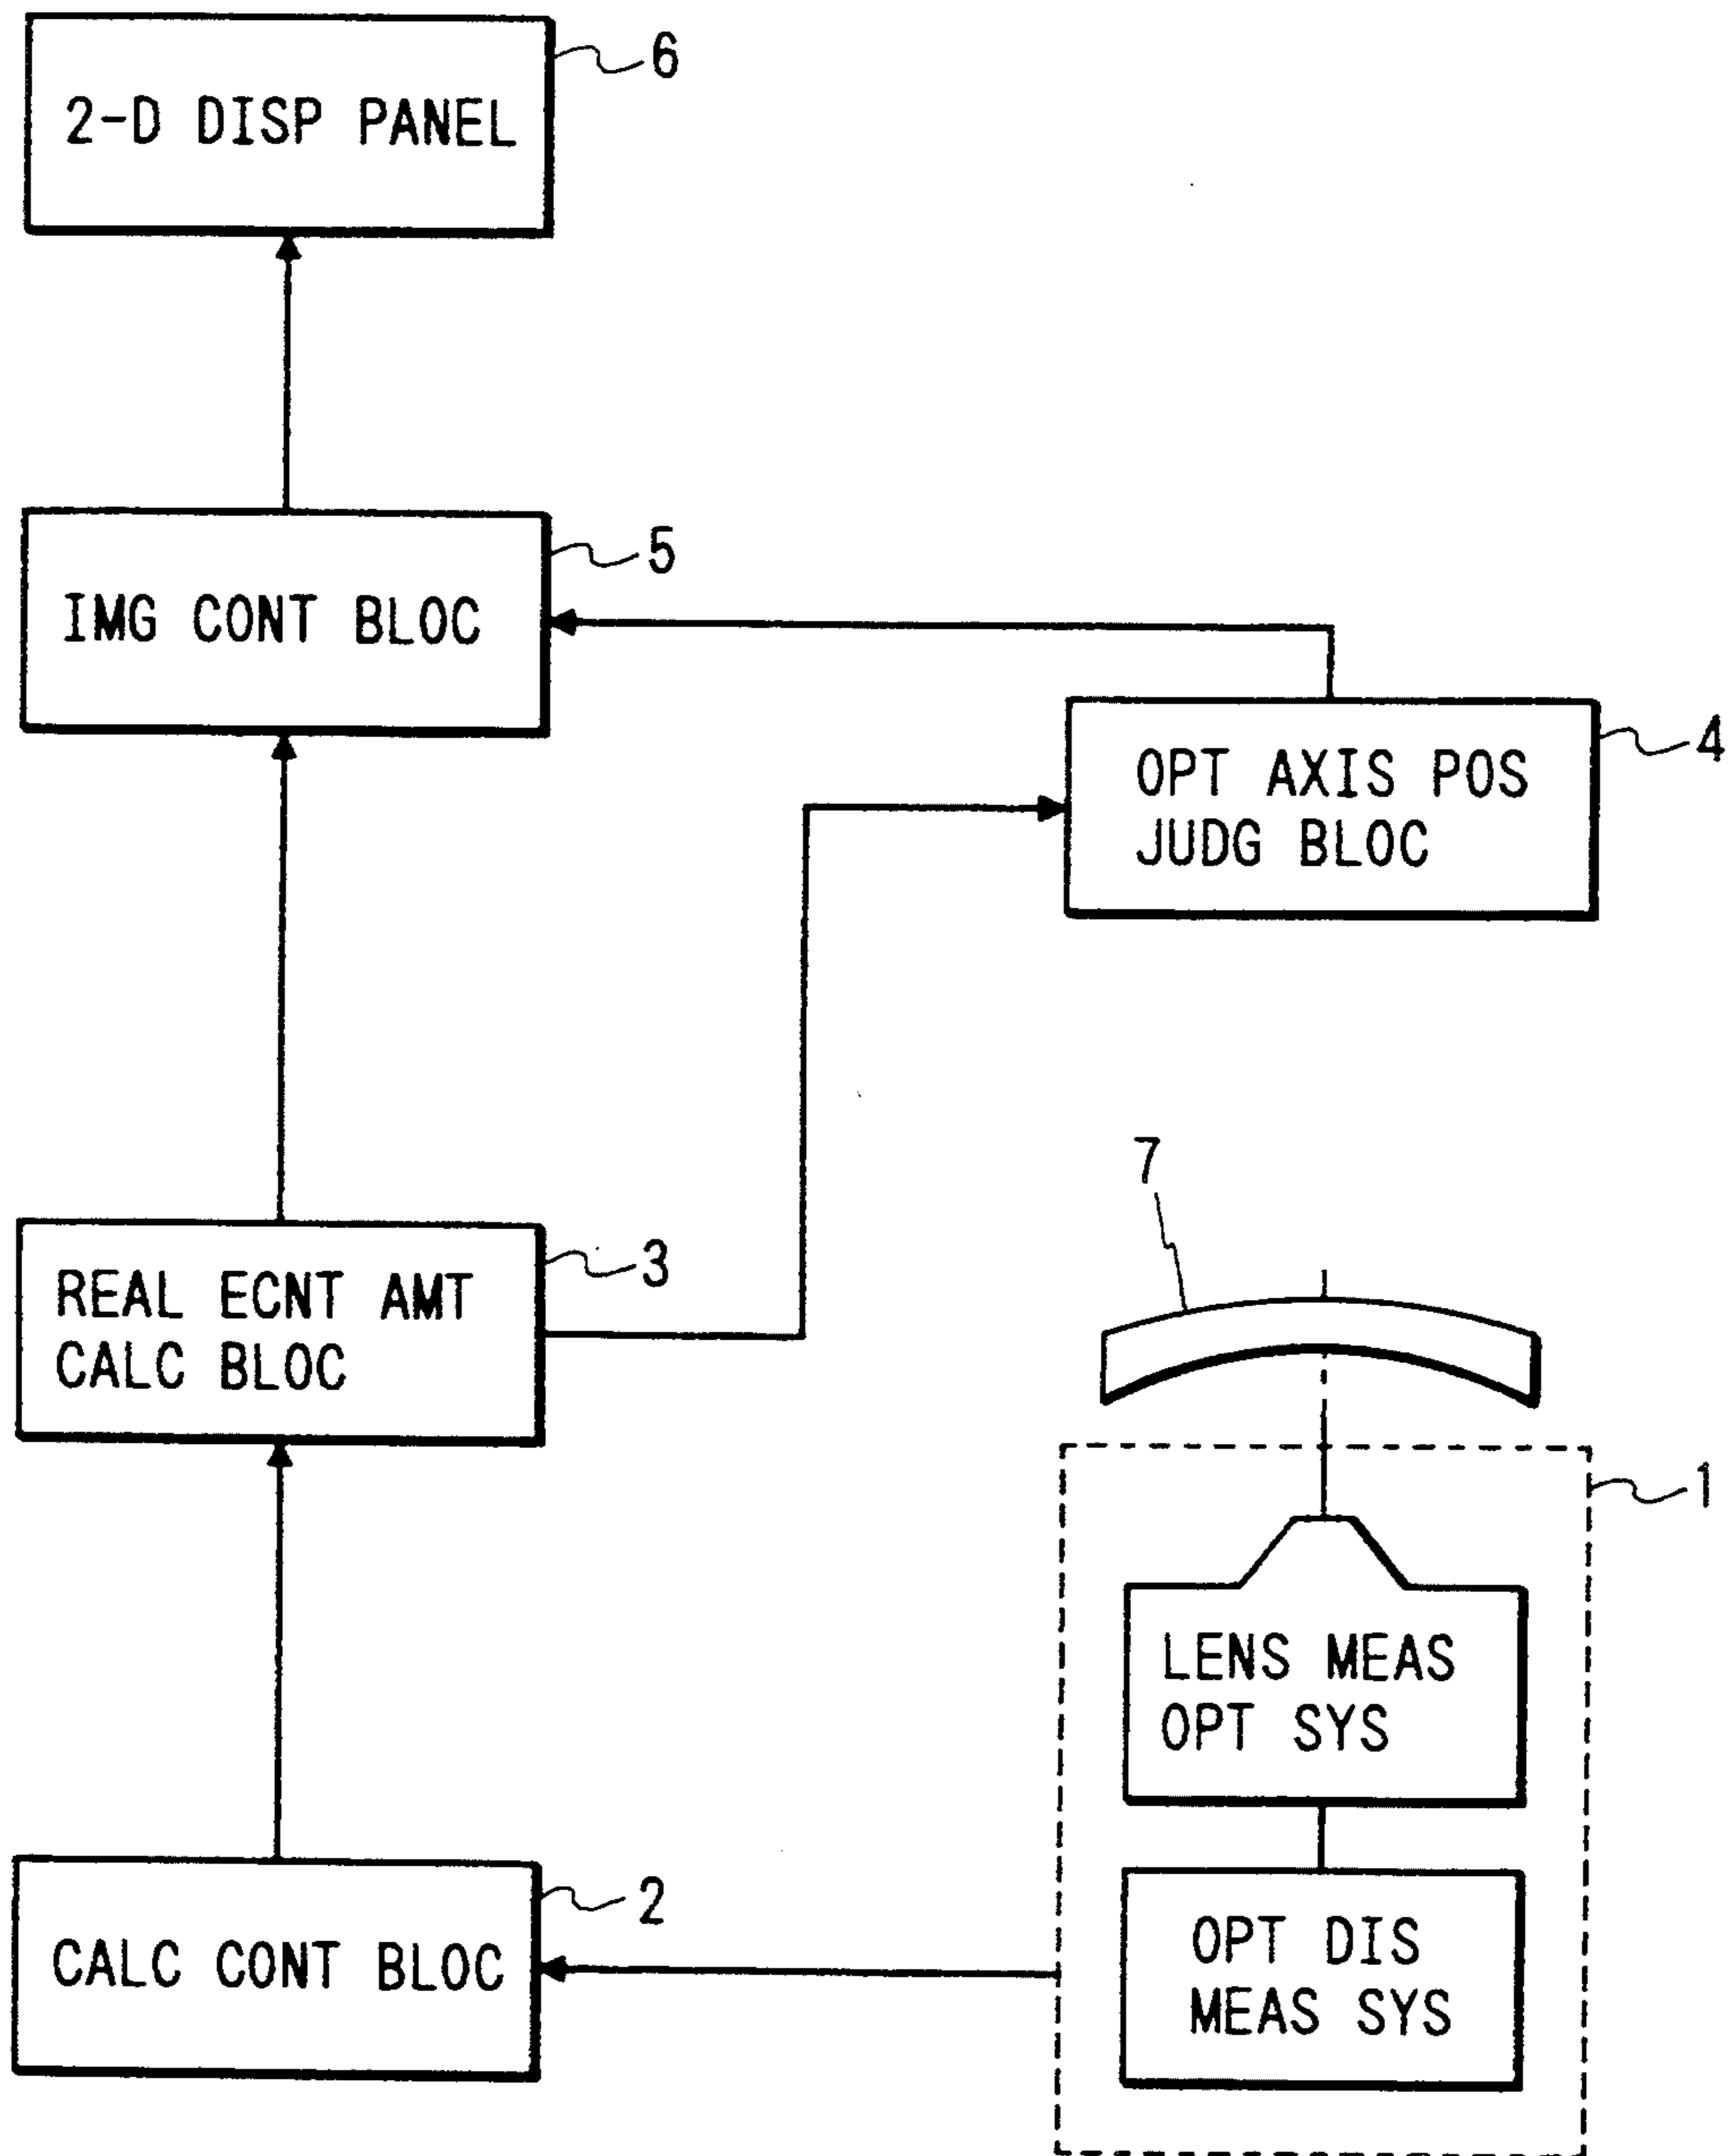 2-D DISP PANEL
6
IMG CONT BLOC
5
OPT AXIS POS
JUDG BLOC
4
REAL ECNT AMT
CALC BLOC
3
7
1
LENS MEAS
OPT SYS
OPT DIS
MEAS SYS
CALC CONT BLOC
2